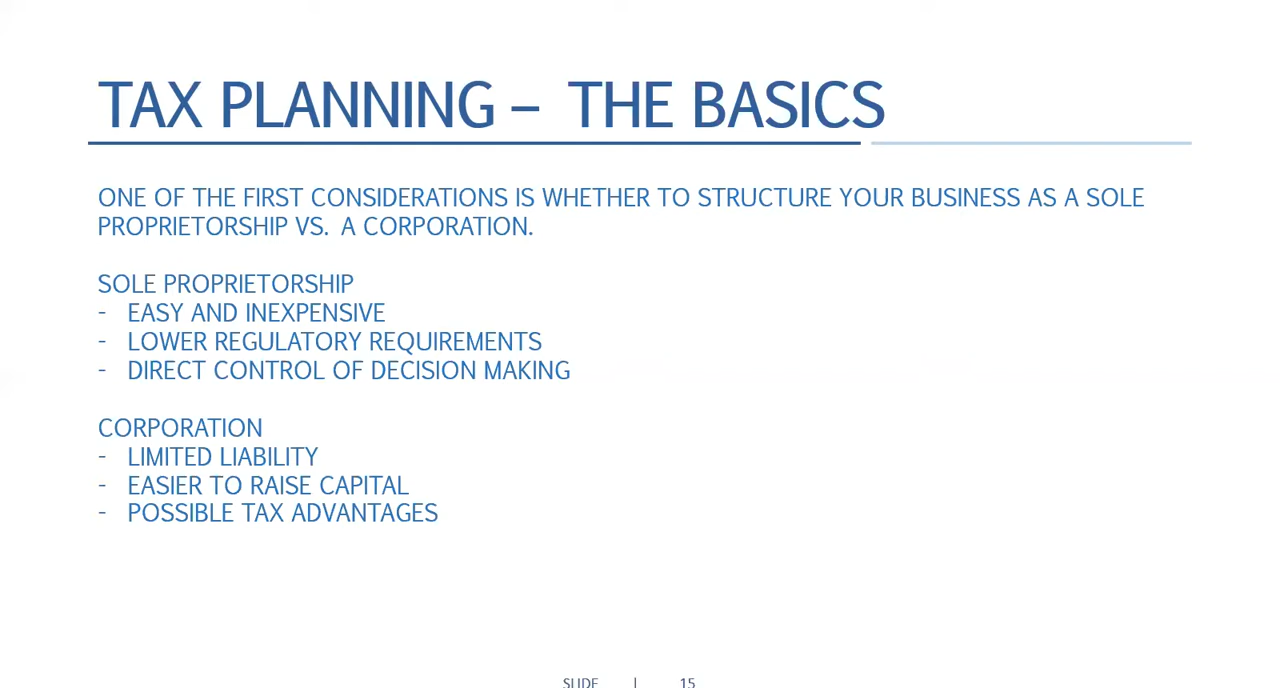 TAX PLANNING – THE BASICS
ONE OF THE FIRST CONSIDERATIONS IS WHETHER TO STRUCTURE YOUR BUSINESS AS A SOLE
PROPRIETORSHIP VS. A CORPORATION.
SOLE PROPRIETORSHIP
- EASY AND INEXPENSIVE
- LOWER REGULATORY REQUIREMENTS
- DIRECT CONTROL OF DECISION MAKING
CORPORATION
- LIMITED LIABILITY
- EASIER TO RAISE CAPITAL
- POSSIBLE TAX ADVANTAGES
SLIDE | 15